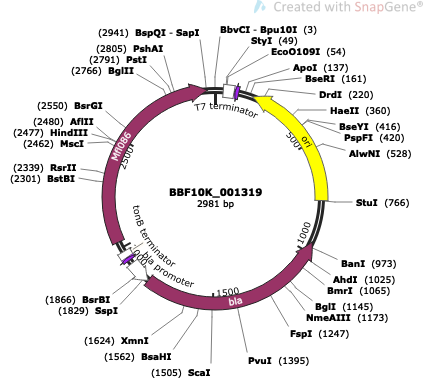 Created with SnapGene®
(2941) BspQI - SapI
BbvCI - Bpu10I (3)
StyI (49)
(2805) PshAI
EcoO109I (54)
(2791) PstI
ApoI (137)
(2766) BglII
BseRI (161)
T7 terminator
DrdI (220)
(2550) BsrGI
HaeII (360)
(2480) AflII
BseYI (416)
(2477) HindIII
PspFI (420)
(2462) MscI
AlwNI (528)
Mfl086
2500
500
ori
(2339) RsrII
(2301) BstBI
BBF10K_001319
2981 bp
StuI (766)
tonB terminator
bla promoter
1000
BanI (973)
AhdI (1025)
BmrI (1065)
(1866) BsrBI
1500
BglI (1145)
(1829) SspI
bla
NmeAIII (1173)
FspI (1247)
(1624) XmnI
(1562) BsaHI
PvuI (1395)
(1505) ScaI